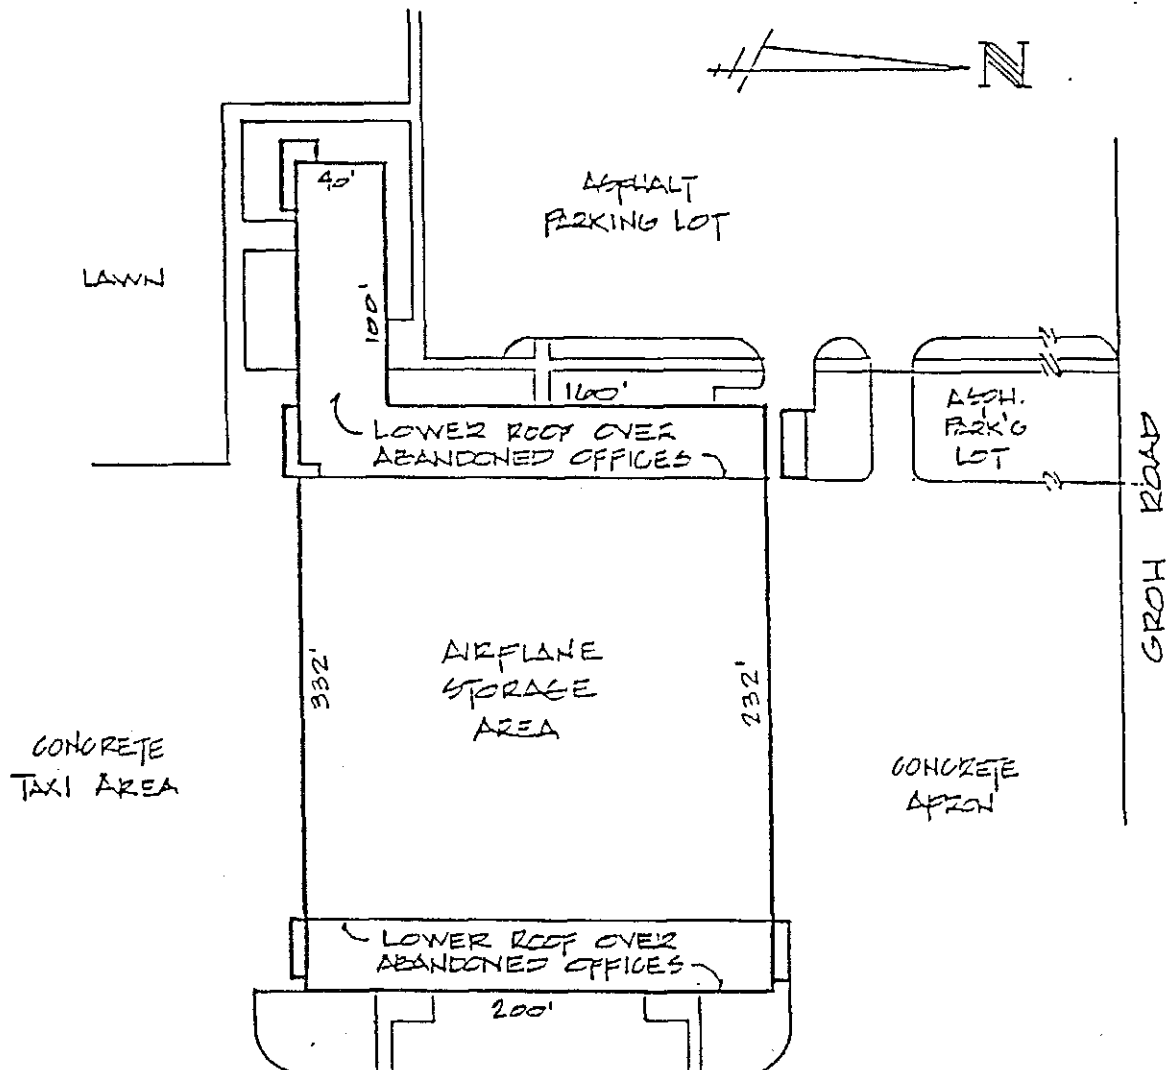 N
40'
ASPHALT
PARKING LOT
LAWN
100'
160'
LOWER ROOF OVER
ABANDONED OFFICES
ASPH.
PARK'G
LOT
GROH ROAD
AIRPLANE
STORAGE
AREA
332'
232'
CONCRETE
TAXI AREA
CONCRETE
APRON
LOWER ROOF OVER
ABANDONED OFFICES
200'